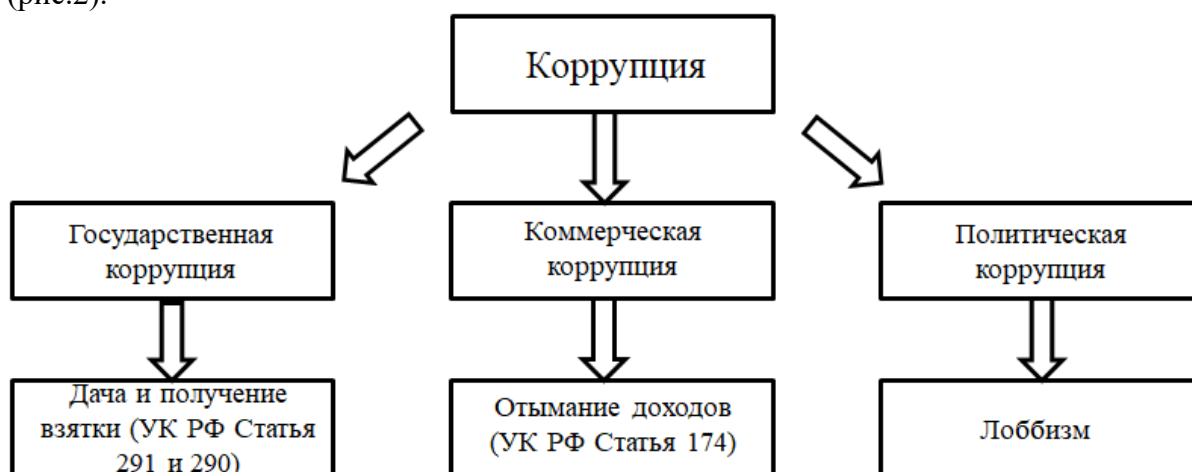 (рис.2).
Коррупция
Государственная
коррупция
Коммерческая
коррупция
Политическая
коррупция
Дача и получение
взятки (УК РФ Статья
291 и 290)
Отымание доходов
(УК РФ Статья 174)
Лоббизм